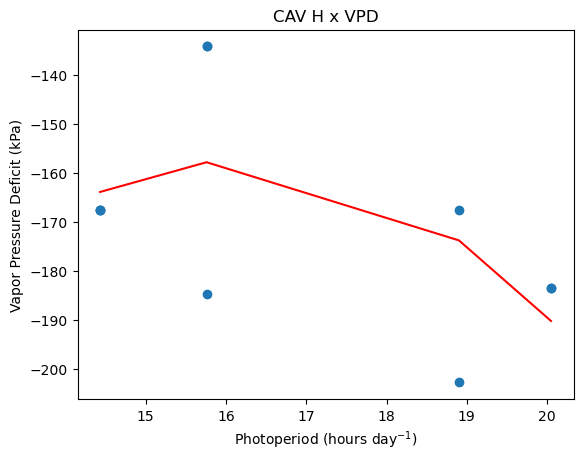 CAV H x VPD
Vapor Pressure Deficit (kPa)
−140
−150
−160
−170
−180
−190
−200
15 16 17 18 19 20
Photoperiod (hours day⁻¹)